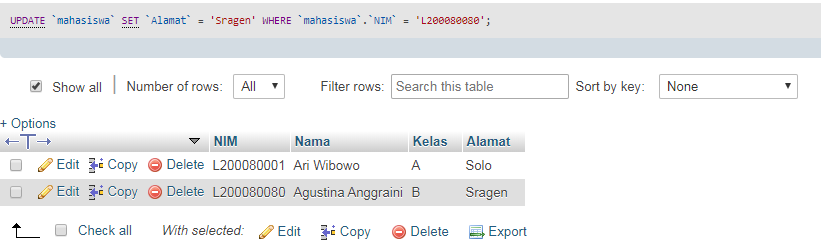 UPDATE `mahasiswa` SET `Alamat` = 'Sragen' WHERE `mahasiswa`.`NIM` = 'L200080080';
Show all Number of rows: All Filter rows: Search this table Sort by key: None
+ Options
NIM Nama Kelas Alamat
Edit Copy Delete L200080001 Ari Wibowo A Solo
Edit Copy Delete L200080080 Agustina Anggraini B Sragen
Check all With selected: Edit Copy Delete Export